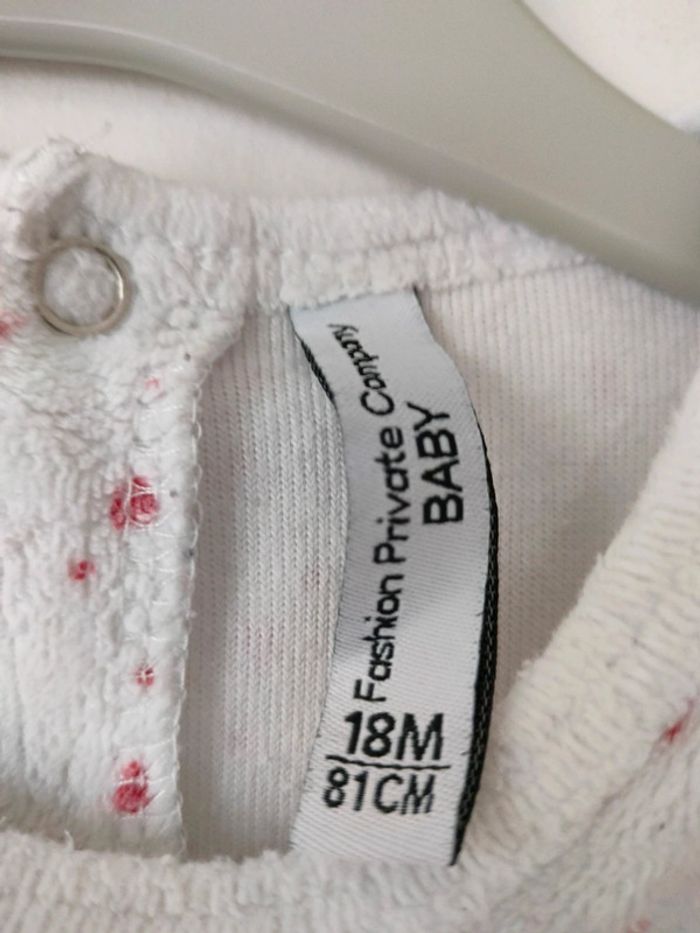 Fashion Private Company
BABY
18M
81CM